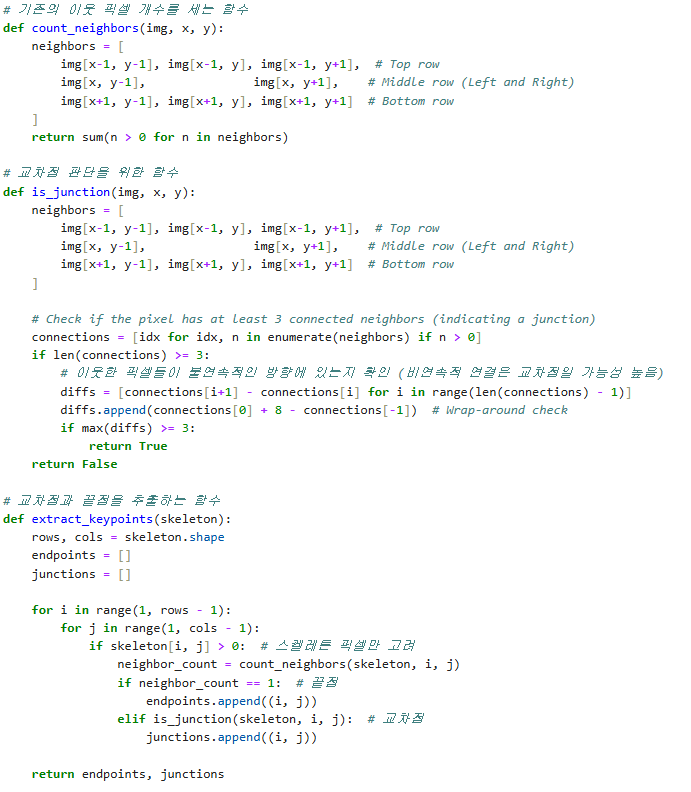 # 기존의 이웃 픽셀 개수를 세는 함수
def count_neighbors(img, x, y):
    neighbors = [
        img[x-1, y-1], img[x-1, y], img[x-1, y+1],  # Top row
        img[x, y-1],               img[x, y+1],    # Middle row (Left and Right)
        img[x+1, y-1], img[x+1, y], img[x+1, y+1]  # Bottom row
    ]
    return sum(n > 0 for n in neighbors)

# 교차점 판단을 위한 함수
def is_junction(img, x, y):
    neighbors = [
        img[x-1, y-1], img[x-1, y], img[x-1, y+1],  # Top row
        img[x, y-1],               img[x, y+1],    # Middle row (Left and Right)
        img[x+1, y-1], img[x+1, y], img[x+1, y+1]  # Bottom row
    ]

    # Check if the pixel has at least 3 connected neighbors (indicating a junction)
    connections = [idx for idx, n in enumerate(neighbors) if n > 0]
    if len(connections) >= 3:
        # 이웃한 픽셀들이 불연속적인 방향에 있는지 확인 (비연속적 연결은 교차점일 가능성 높음)
        diffs = [connections[i+1] - connections[i] for i in range(len(connections) - 1)]
        diffs.append(connections[0] + 8 - connections[-1])  # Wrap-around check
        if max(diffs) >= 3:
            return True
    return False

# 교차점과 끝점을 추출하는 함수
def extract_keypoints(skeleton):
    rows, cols = skeleton.shape
    endpoints = []
    junctions = []

    for i in range(1, rows - 1):
        for j in range(1, cols - 1):
            if skeleton[i, j] > 0:  # 스켈레톤 픽셀만 고려
                neighbor_count = count_neighbors(skeleton, i, j)
                if neighbor_count == 1:  # 끝점
                    endpoints.append((i, j))
                elif is_junction(skeleton, i, j):  # 교차점
                    junctions.append((i, j))

    return endpoints, junctions